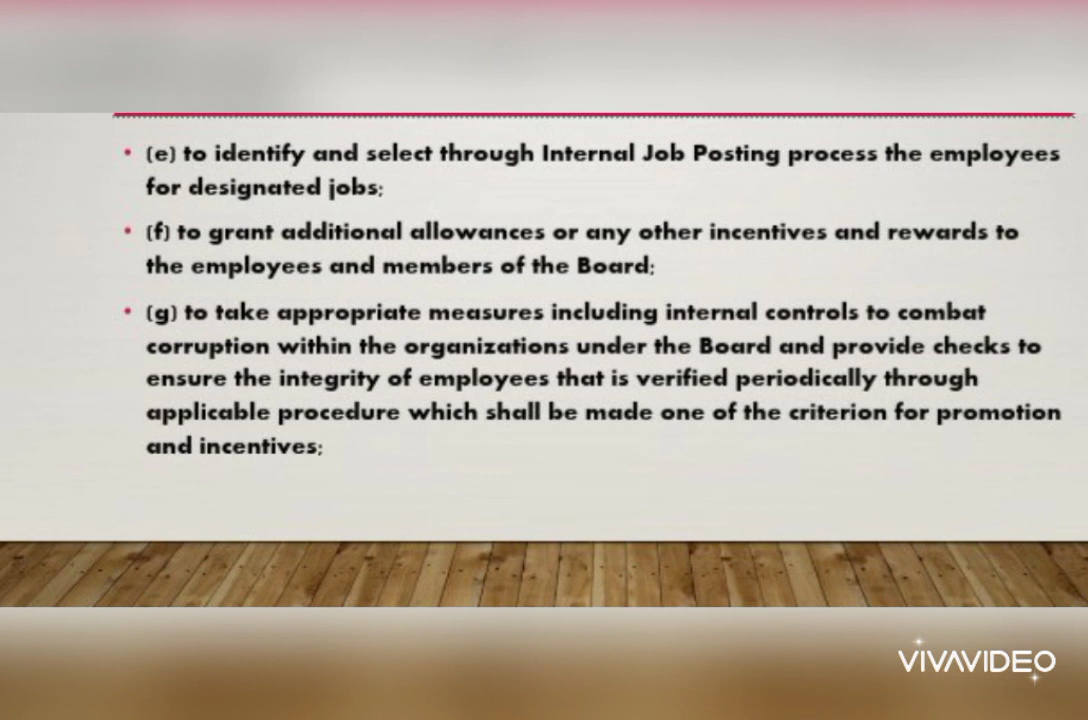 • (e) to identify and select through Internal Job Posting process the employees
for designated jobs;
• (f) to grant additional allowances or any other incentives and rewards to
the employees and members of the Board;
• (g) to take appropriate measures including internal controls to combat
corruption within the organizations under the Board and provide checks to
ensure the integrity of employees that is verified periodically through
applicable procedure which shall be made one of the criterion for promotion
and incentives;
VIVAVIDEO